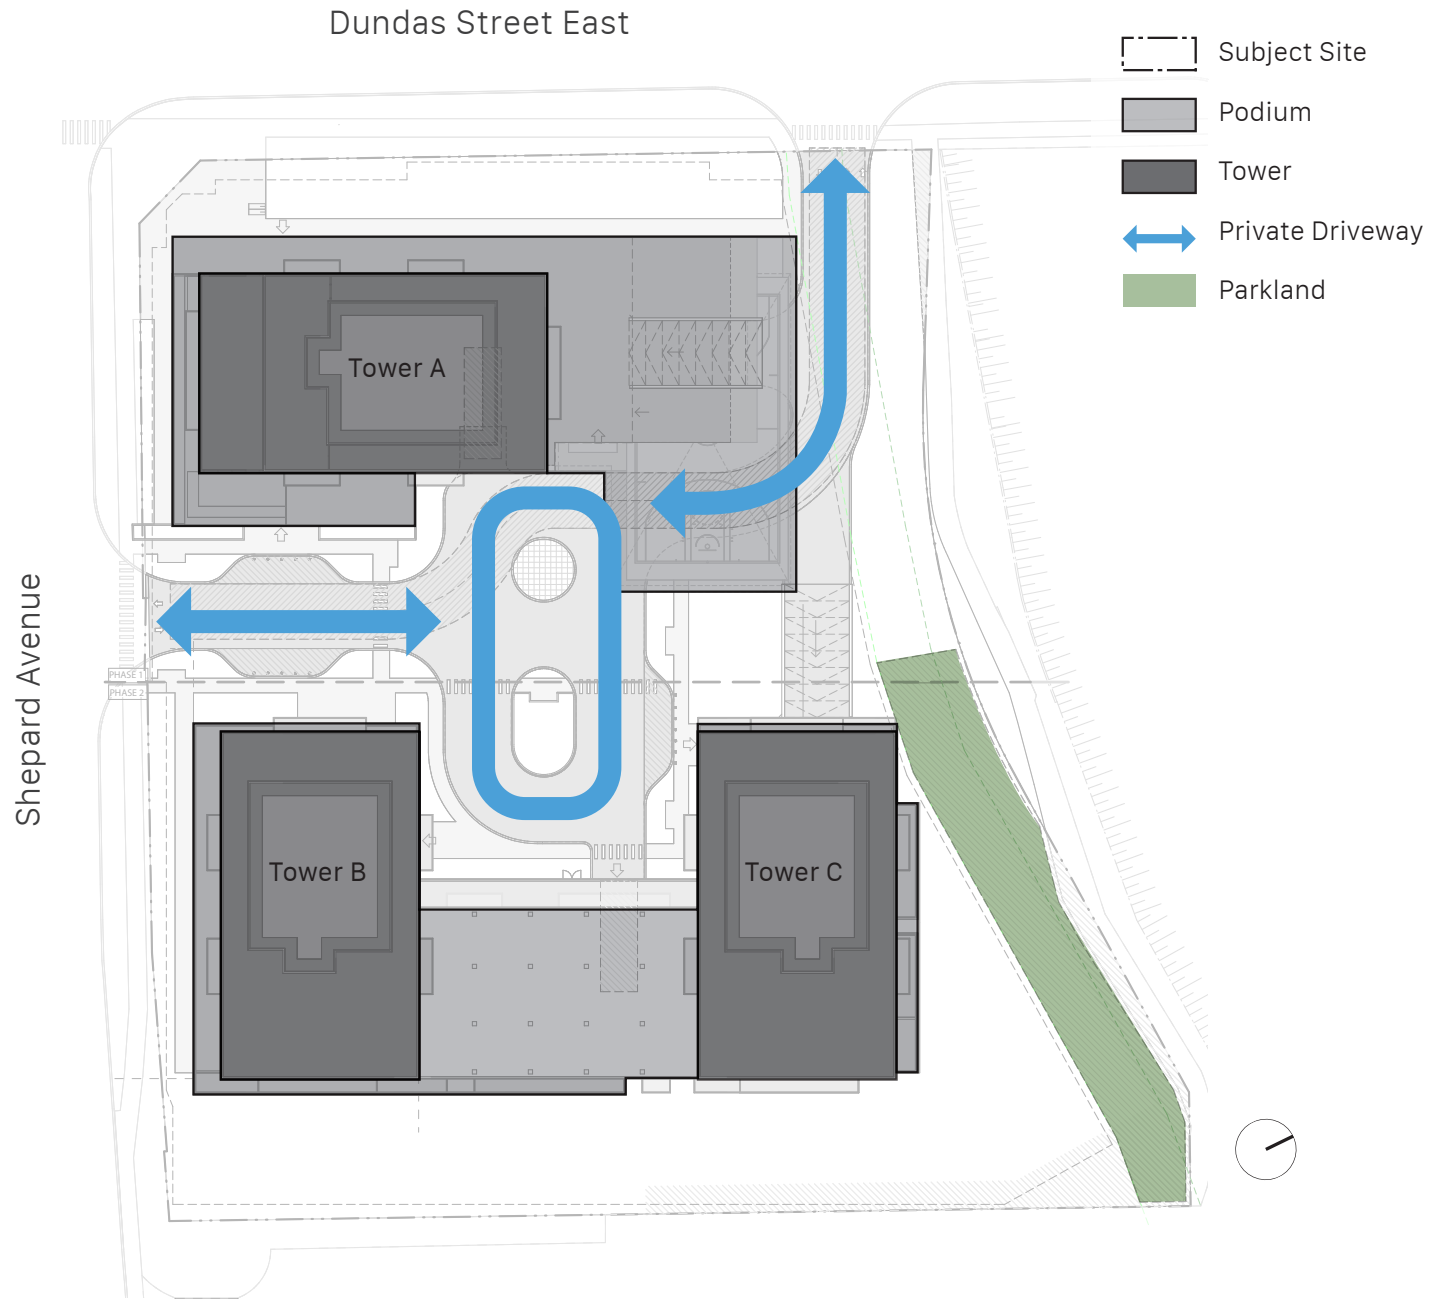 Dundas Street East
Subject Site
Podium
Tower
Private Driveway
Parkland
Tower A
Shepard Avenue
PHASE 1
PHASE 2
Tower B
Tower C